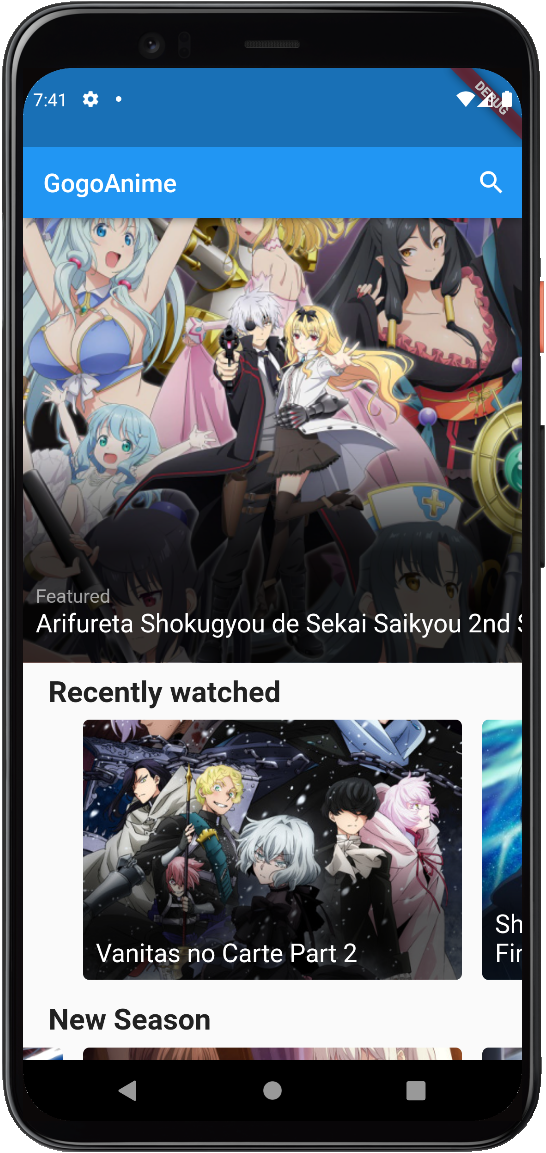 7:41
DEBUG
GogoAnime
Featured
Arifureta Shokugyou de Sekai Saikyou 2nd S
Recently watched
Vanitas no Carte Part 2
Sh
Fir
New Season